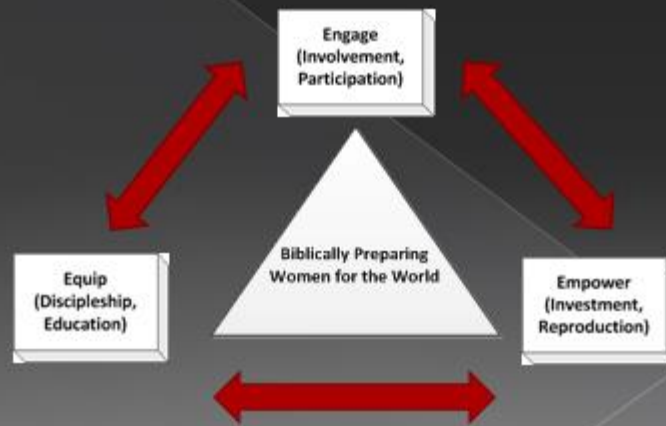 Engage
(Involvement,
Participation)
Biblically Preparing
Women for the World
Equip
(Discipleship,
Education)
Empower
(Investment,
Reproduction)